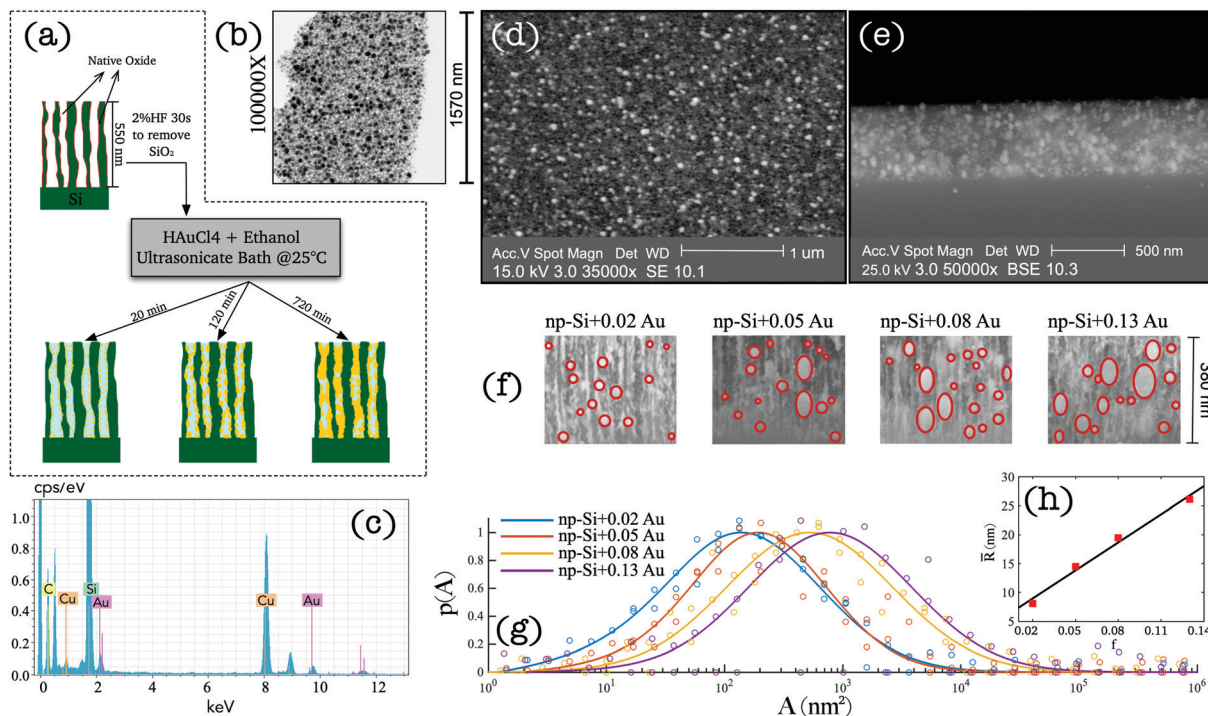 (a)
Native Oxide
550 nm
2%HF 30s
to remove
SiO₂
Si
HAuCl4 + Ethanol
Ultrasonicate Bath @25°C
20 min
120 min
720 min
(b)
100000X
(d)
1570 nm
Acc.V Spot Magn Det WD
1 um
15.0 kV 3.0 35000x SE 10.1
(e)
Acc.V Spot Magn Det WD
500 nm
25.0 kV 3.0 50000x BSE 10.3
(f)
np-Si+0.02 Au
np-Si+0.05 Au
np-Si+0.08 Au
np-Si+0.13 Au
(c)
cps/eV
1.0
0.8
0.6
0.4
0.2
0.0
C
Cu
Si
Au
Cu
Au
0 2 4 6 8 10 12
keV
(g)
np-Si+0.02 Au
np-Si+0.05 Au
np-Si+0.08 Au
np-Si+0.13 Au
p(A)
1
0.8
0.6
0.4
0.2
0
10⁰ 10¹ 10² 10³ 10⁴ 10⁵ 10⁶
A (nm²)
(h)
R̅ (nm)
30
25
20
15
10
5
0.02 0.05 0.08 0.11 0.14
f